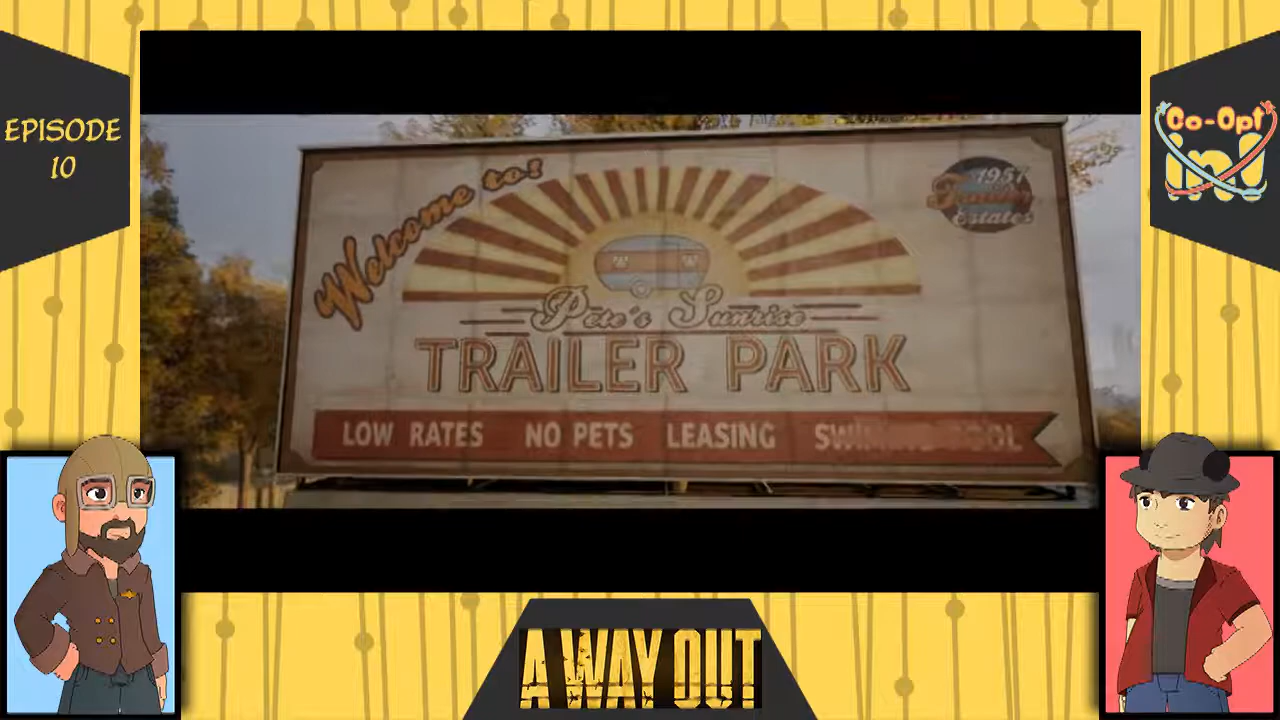 EPISODE
10
Co-Opt
in!
Welcome to!
1957
Family
Estates
Pete's Sunrise
TRAILER PARK
LOW RATES NO PETS LEASING
A WAY OUT